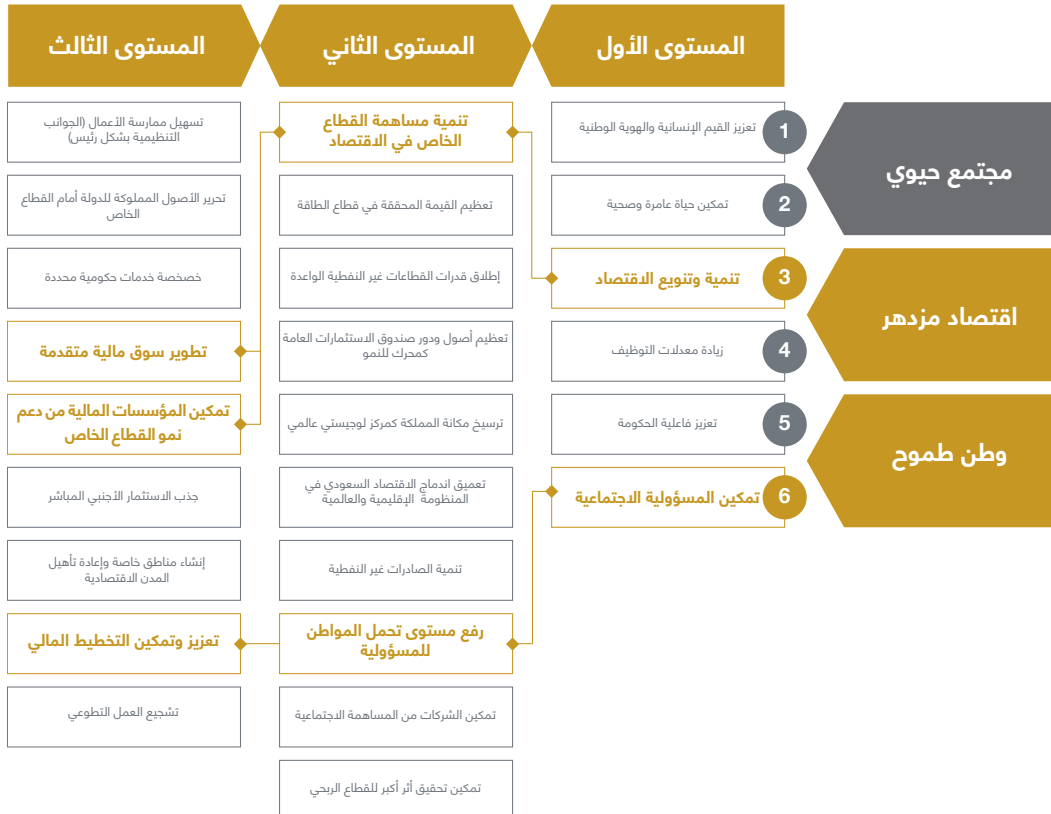 المستوى الأول
المستوى الثاني
المستوى الثالث
مجتمع حيوي
اقتصاد مزدهر
وطن طموح
1
تعزيز القيم الإنسانية والهوية الوطنية
2
تمكين حياة عامرة وصحية
3
تنمية وتنويع الاقتصاد
4
زيادة معدلات التوظيف
5
تعزيز فاعلية الحكومة
6
تمكين المسؤولية الاجتماعية
تنمية مساهمة القطاع
الخاص في الاقتصاد
تعظيم القيمة المحققة في قطاع الطاقة
إطلاق قدرات القطاعات غير النفطية الواعدة
تعظيم أصول ودور صندوق الاستثمارات العامة
كمحرك للنمو
ترسيخ مكانة المملكة كمركز لوجيستي عالمي
تعميق اندماج الاقتصاد السعودي في
المنظومة الإقليمية والعالمية
تنمية الصادرات غير النفطية
رفع مستوى تحمل المواطن
للمسؤولية
تمكين الشركات من المساهمة الاجتماعية
تمكين تحقيق أثر أكبر للقطاع الربحي
تسهيل ممارسة الأعمال (الجوانب
التنظيمية بشكل رئيس)
تحرير الأصول المملوكة للدولة أمام القطاع
الخاص
خصخصة خدمات حكومية محددة
تطوير سوق مالية متقدمة
تمكين المؤسسات المالية من دعم
نمو القطاع الخاص
جذب الاستثمار الأجنبي المباشر
إنشاء مناطق خاصة وإعادة تأهيل
المدن الاقتصادية
تعزيز وتمكين التخطيط المالي
تشجيع العمل التطوعي